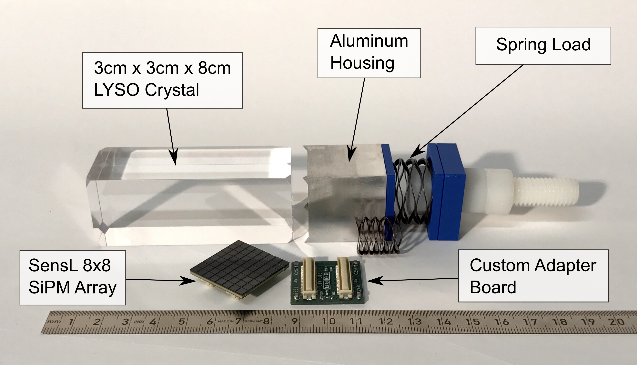 Aluminum
Housing
Spring Load
3cm x 3cm x 8cm
LYSO Crystal
SensL 8x8
SiPM Array
Custom Adapter
Board
1 2 3 4 5 6 7 8 9 10 11 12 13 14 15 16 17 18 19 20